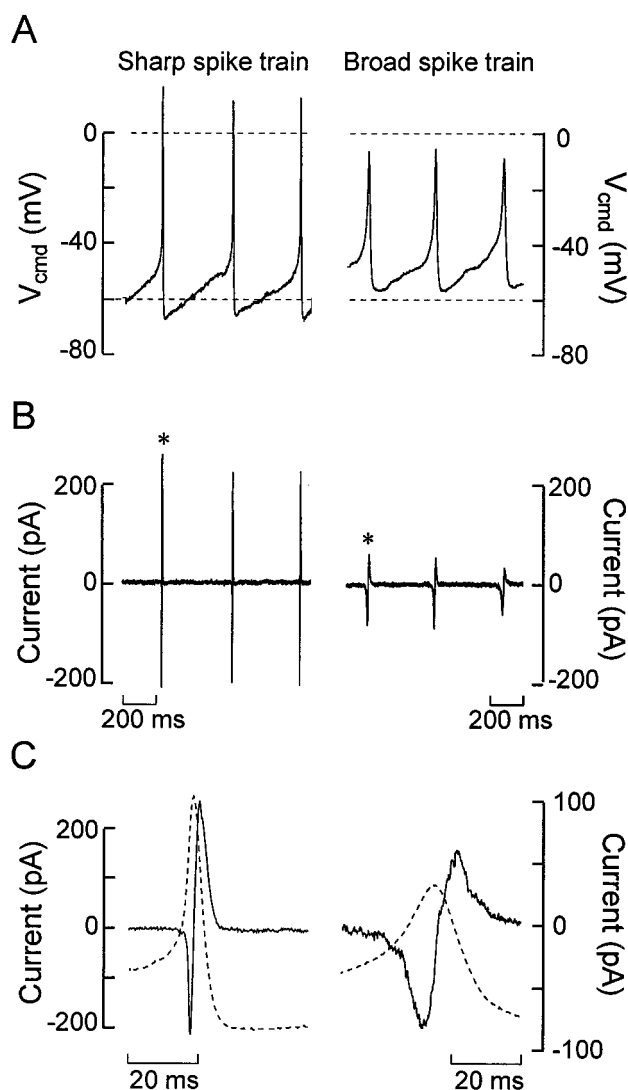 A
Sharp spike train
Broad spike train
0
-40
-80
V_cmd (mV)
0
-40
-80
V_cmd (mV)
B
*
*
200
0
-200
Current (pA)
200
0
-200
Current (pA)
200 ms
200 ms
C
200
0
-200
Current (pA)
100
0
-100
Current (pA)
20 ms
20 ms